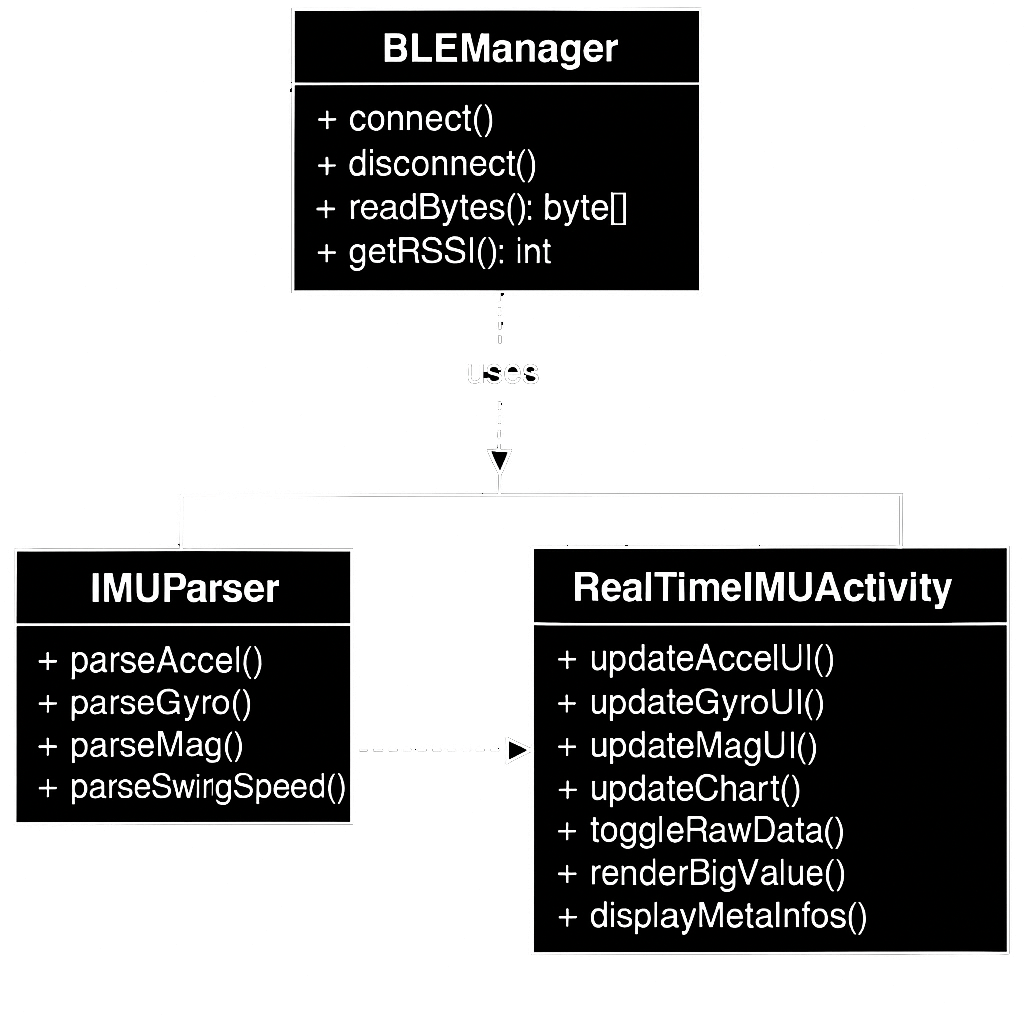 BLEManager
+ connect()
+ disconnect()
+ readBytes(): byte[]
+ getRSSI(): int
uses
IMUParser
+ parseAccel()
+ parseGyro()
+ parseMag()
+ parseSwingSpeed()
RealTimeIMUActivity
+ updateAccelUI()
+ updateGyroUI()
+ updateMagUI()
+ updateChart()
+ toggleRawData()
+ renderBigValue()
+ displayMetaInfos()